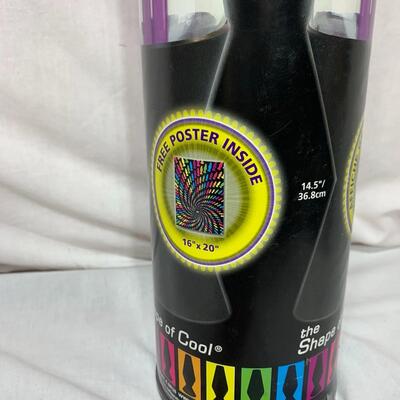 FREE POSTER INSIDE
16" x 20"
14.5"/
36.8cm
of Cool®
the
Shape